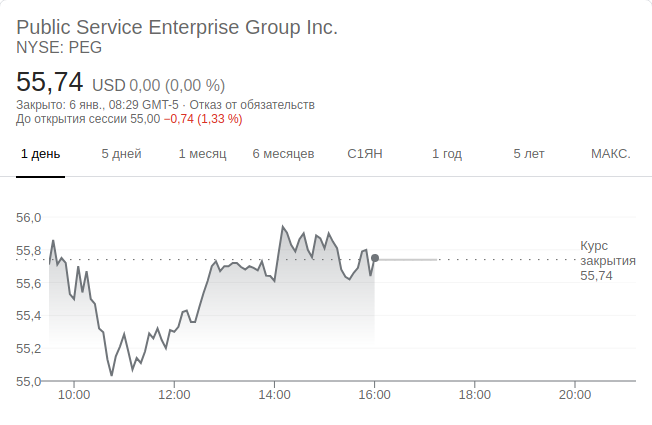 Public Service Enterprise Group Inc.
NYSE: PEG
55,74 USD 0,00 (0,00 %)
Закрыто: 6 янв., 08:29 GMT-5 · Отказ от обязательств
До открытия сессии 55,00 −0,74 (1,33 %)
1 день 5 дней 1 месяц 6 месяцев С1ЯН 1 год 5 лет МАКС.
56,0
55,8
55,6
55,4
55,2
55,0
Курс
закрытия
55,74
10:00 12:00 14:00 16:00 18:00 20:00